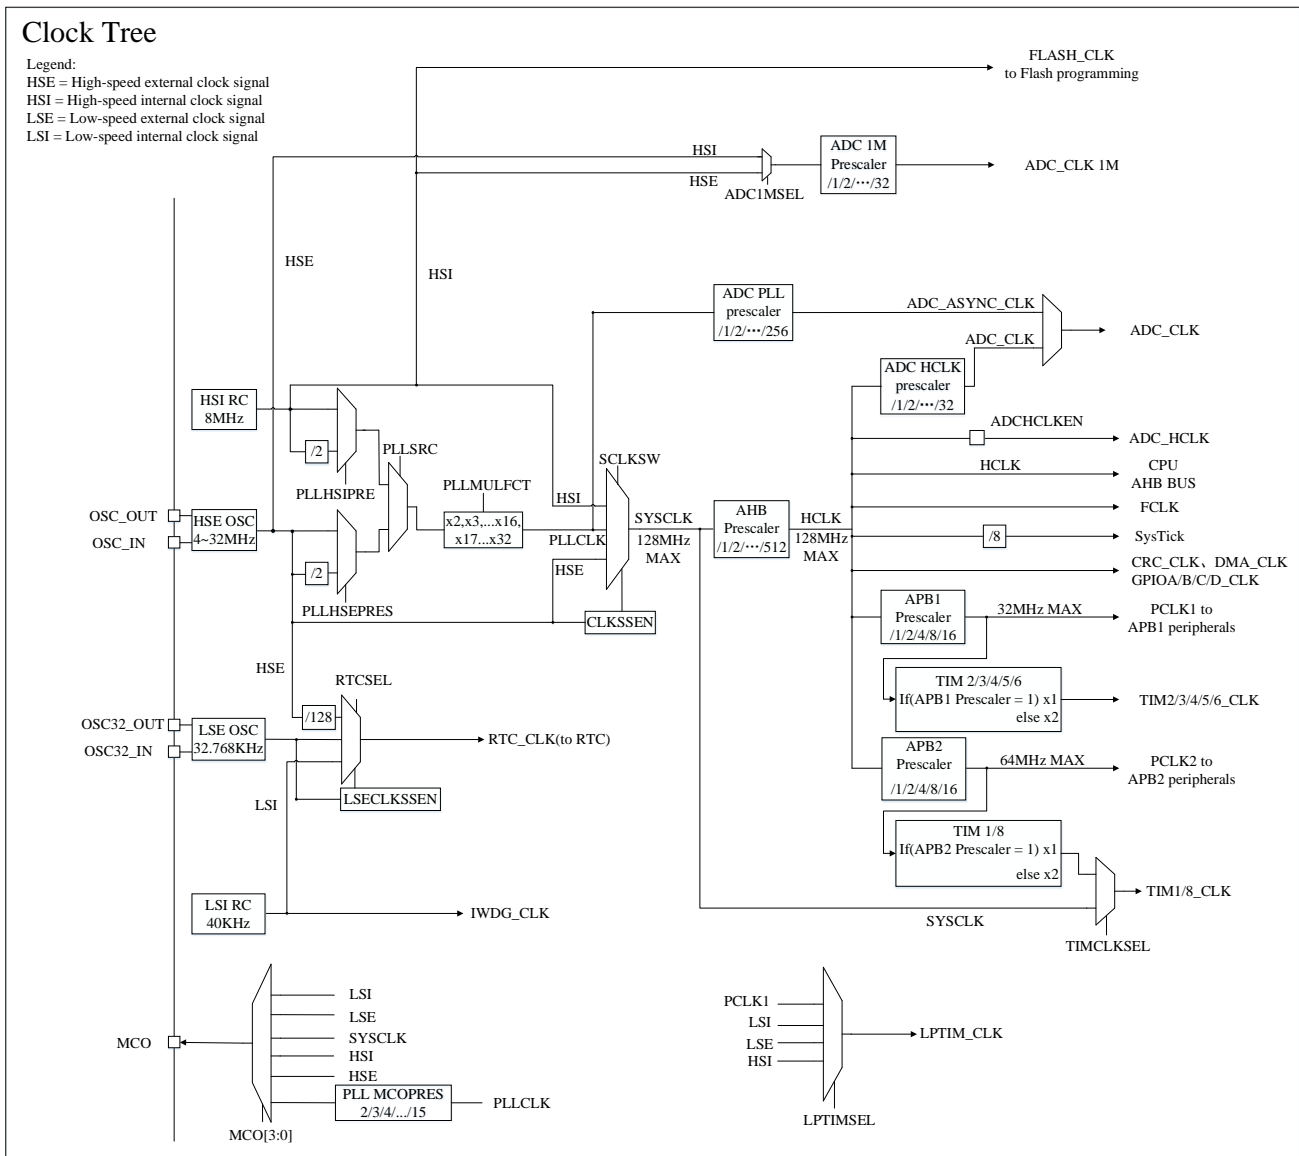 Clock Tree
Legend:
HSE = High-speed external clock signal
HSI = High-speed internal clock signal
LSE = Low-speed external clock signal
LSI = Low-speed internal clock signal
FLASH_CLK
to Flash programming
HSI
HSE
ADC1MSEL
ADC 1M
Prescaler
/1/2/···/32
ADC_CLK 1M
HSE
HSI
ADC PLL
prescaler
/1/2/···/256
ADC_ASYNC_CLK
ADC_CLK
ADC_CLK
ADC HCLK
prescaler
/1/2/···/32
HSI RC
8MHz
/2
PLLHSIPRE
PLLSRC
PLLMULFCT
x2,x3,...x16,
x17...x32
PLLCLK
SCLKSW
HSI
HSE
SYSCLK
128MHz
MAX
AHB
Prescaler
/1/2/···/512
HCLK
128MHz
MAX
ADCHCLKEN
ADC_HCLK
HCLK
CPU
AHB BUS
FCLK
/8
SysTick
CRC_CLK、DMA_CLK
GPIOA/B/C/D_CLK
OSC_OUT
OSC_IN
HSE OSC
4~32MHz
/2
PLLHSEPRES
CLKSSEN
APB1
Prescaler
/1/2/4/8/16
32MHz MAX
PCLK1 to
APB1 peripherals
HSE
RTCSEL
/128
TIM 2/3/4/5/6
If(APB1 Prescaler = 1) x1
else x2
TIM2/3/4/5/6_CLK
OSC32_OUT
OSC32_IN
LSE OSC
32.768KHz
RTC_CLK(to RTC)
LSI
LSECLKSSEN
APB2
Prescaler
/1/2/4/8/16
64MHz MAX
PCLK2 to
APB2 peripherals
TIM 1/8
If(APB2 Prescaler = 1) x1
else x2
TIM1/8_CLK
SYSCLK
TIMCLKSEL
LSI RC
40KHz
IWDG_CLK
MCO
LSI
LSE
SYSCLK
HSI
HSE
PLL MCOPRES
2/3/4/.../15
PLLCLK
MCO[3:0]
PCLK1
LSI
LSE
HSI
LPTIM_CLK
LPTIMSEL